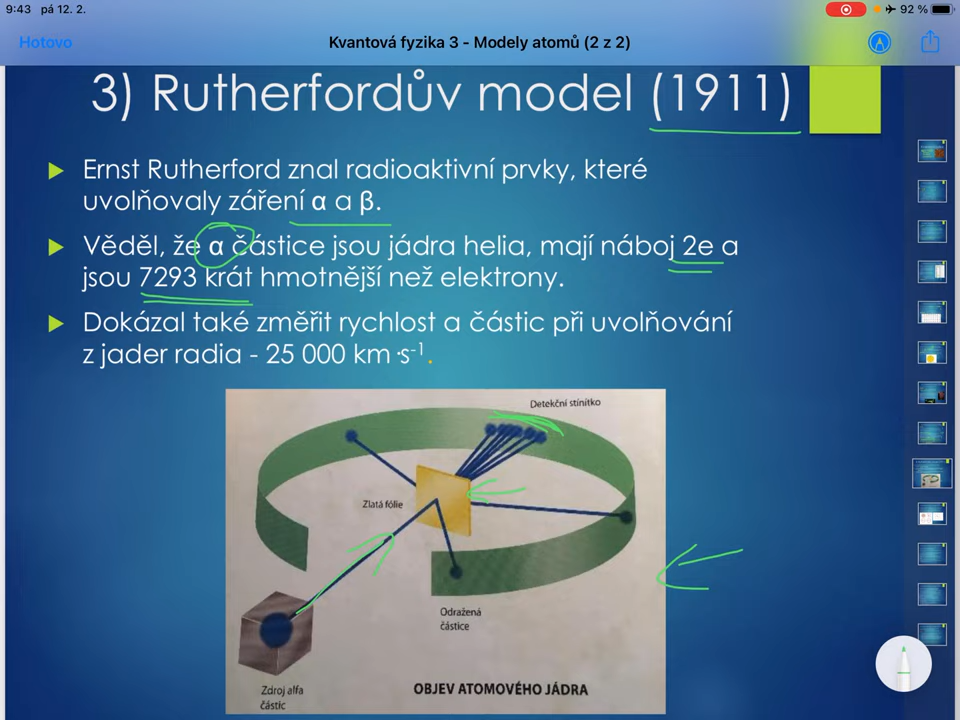 9:43 pá 12. 2.
92 %
Hotovo
Kvantová fyzika 3 - Modely atomů (2 z 2)
3) Rutherfordův model (1911)
Ernst Rutherford znal radioaktivní prvky, které
uvolňovaly záření α a β.
Věděl, že α částice jsou jádra helia, mají náboj 2e a
jsou 7293 krát hmotnější než elektrony.
Dokázal také změřit rychlost α částic při uvolňování
z jader radia - 25 000 km ·s-1.
Detekční stínítko
Zlatá fólie
Odražená
částice
Zdroj alfa
částic
OBJEV ATOMOVÉHO JÁDRA